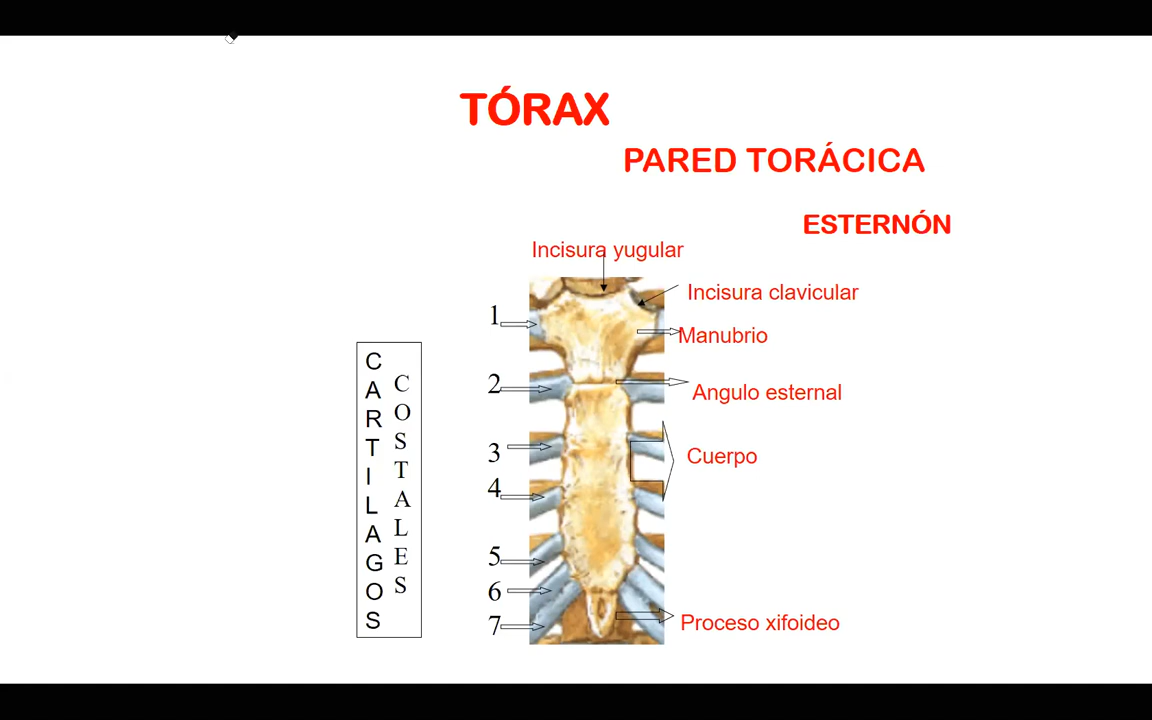 TÓRAX
PARED TORÁCICA
ESTERNÓN
Incisura yugular
Incisura clavicular
1
Manubrio
2
Angulo esternal
3
Cuerpo
4
5
6
7
Proceso xifoideo
CARTILAGOS
COSTALES